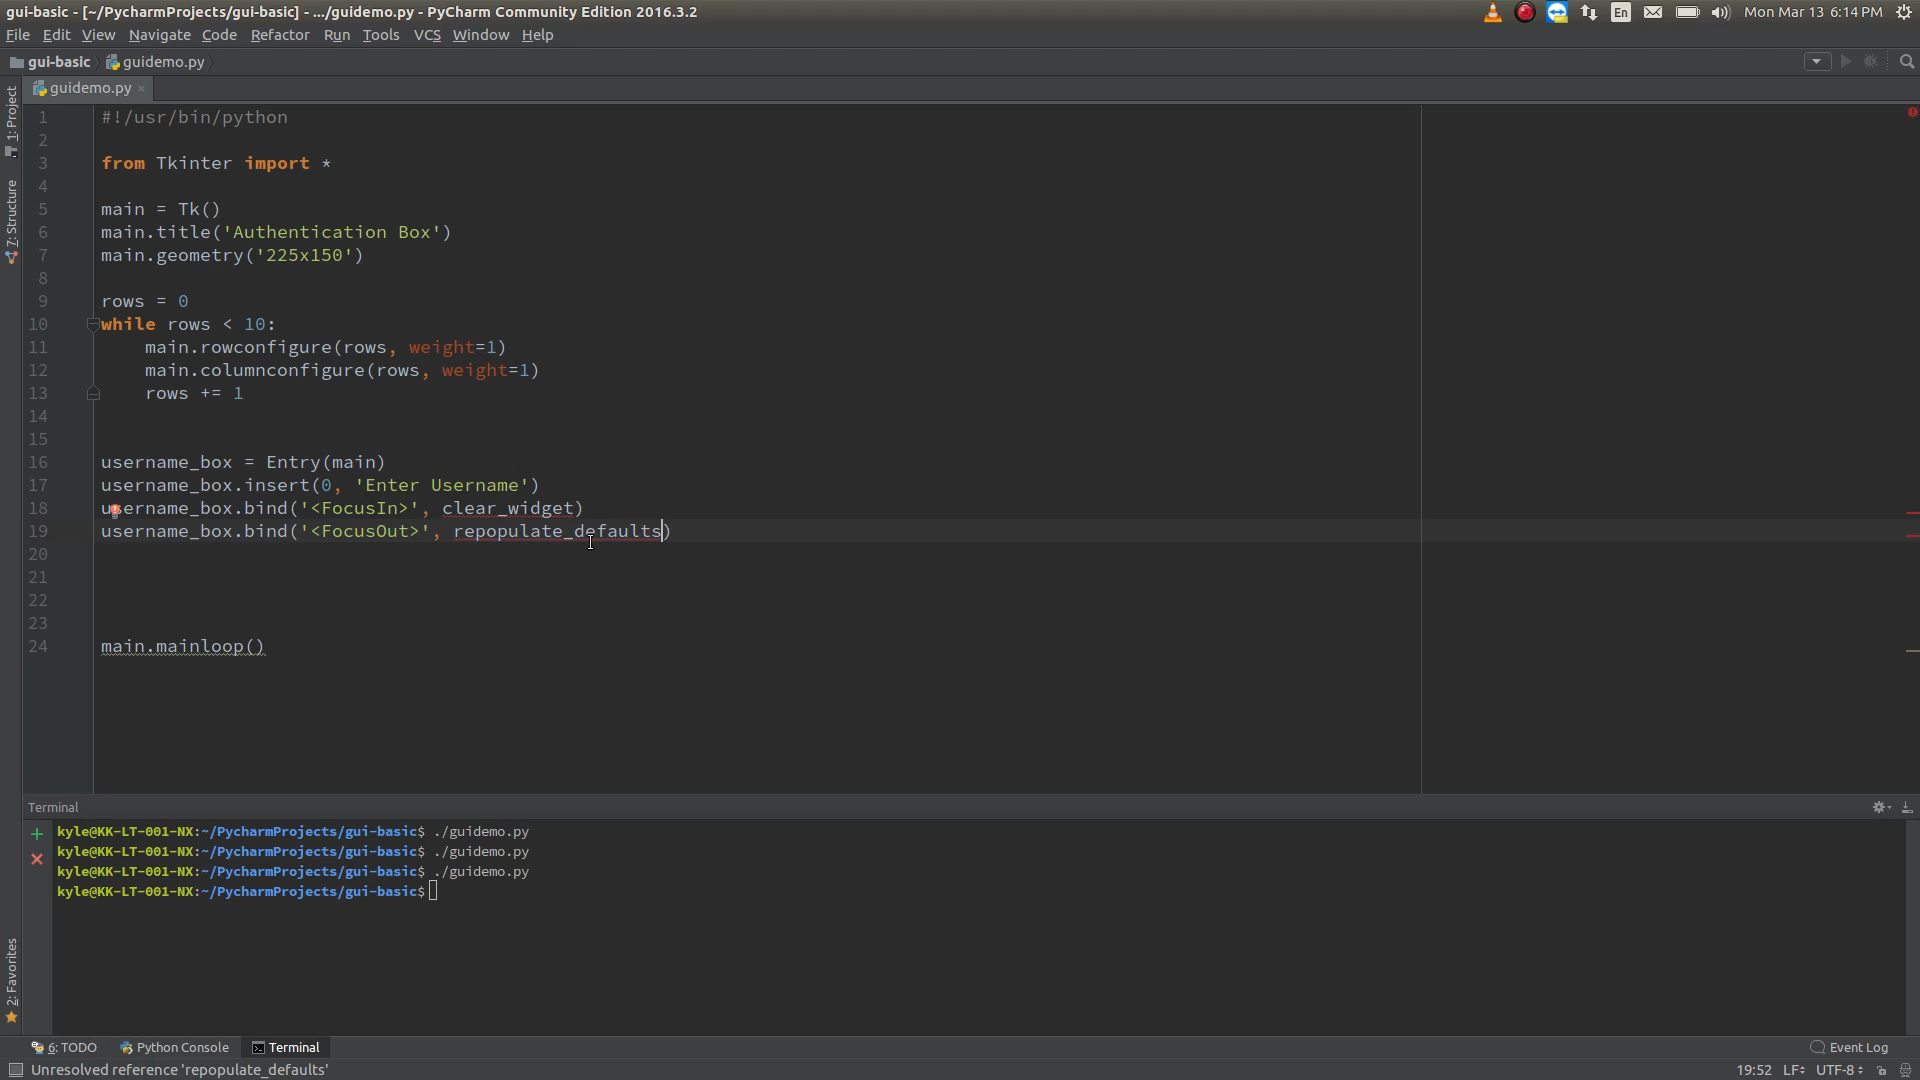 gui-basic - [~/PycharmProjects/gui-basic] - .../guidemo.py - PyCharm Community Edition 2016.3.2
En
Mon Mar 13 6:14 PM
File Edit View Navigate Code Refactor Run Tools VCS Window Help
gui-basic guidemo.py
guidemo.py
1: Project
7: Structure
2: Favorites
1 #!/usr/bin/python
2
3 from Tkinter import *
4
5 main = Tk()
6 main.title('Authentication Box')
7 main.geometry('225x150')
8
9 rows = 0
10 while rows < 10:
11     main.rowconfigure(rows, weight=1)
12     main.columnconfigure(rows, weight=1)
13     rows += 1
14
15
16 username_box = Entry(main)
17 username_box.insert(0, 'Enter Username')
18 username_box.bind('<FocusIn>', clear_widget)
19 username_box.bind('<FocusOut>', repopulate_defaults)
20
21
22
23
24 main.mainloop()
Terminal
kyle@KK-LT-001-NX:~/PycharmProjects/gui-basic$ ./guidemo.py
kyle@KK-LT-001-NX:~/PycharmProjects/gui-basic$ ./guidemo.py
kyle@KK-LT-001-NX:~/PycharmProjects/gui-basic$ ./guidemo.py
kyle@KK-LT-001-NX:~/PycharmProjects/gui-basic$
6: TODO Python Console Terminal Event Log
Unresolved reference 'repopulate_defaults' 19:52 LF UTF-8